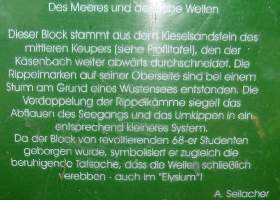 Des Meeres und der Liebe Wellen
Dieser Block stammt aus dem Kieselsandstein des
mittleren Keupers (siehe Profiltafel), den der
Käsenbach weiter abwärts durchschneidet. Die
Rippelmarken auf seiner Oberseite sind bei einem
Sturm am Grund eines Wüstensees entstanden. Die
Verdoppelung der Rippelkämme spiegelt das
Abflauen des Seegangs und das Umkippen in ein
entsprechend kleineres System.
Da der Block von revoltierenden 68-er Studenten
geborgen wurde, symbolisiert er zugleich die
beruhigende Tatsache, dass die Wellen schließlich
verebben - auch im "Elysium"!
A. Seilacher